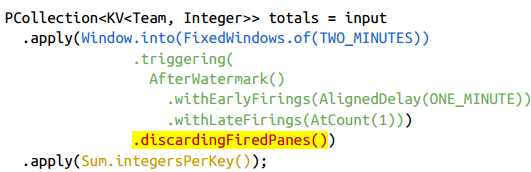 PCollection<KV<Team, Integer>> totals = input
  .apply(Window.into(FixedWindows.of(TWO_MINUTES))
               .triggering(
                 AfterWatermark()
                   .withEarlyFirings(AlignedDelay(ONE_MINUTE))
                   .withLateFirings(AtCount(1)))
               .discardingFiredPanes())
  .apply(Sum.integersPerKey());